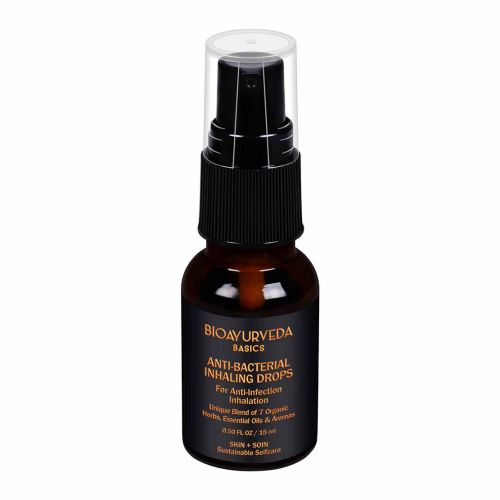 BIOAYURVEDA
BASICS
ANTI-BACTERIAL
INHALING DROPS
For Anti-Infection
Inhalation
Unique Blend of 7 Organic
Herbs, Essential Oils & Aromas
0.50 FL OZ / 15 ml
SKIN + SOIN
Sustainable Selfcare